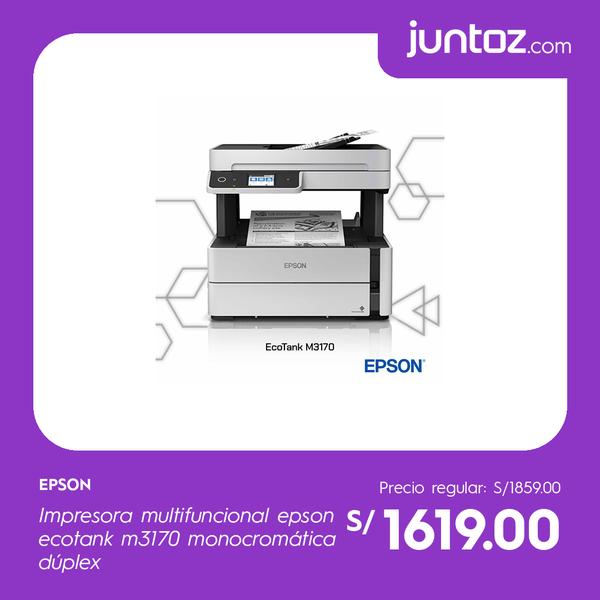 juntoz.com
EPSON
EcoTank M3170
EPSON
EPSON
Precio regular: S/1859.00
Impresora multifuncional epson
ecotank m3170 monocromática
dúplex
S/ 1619.00